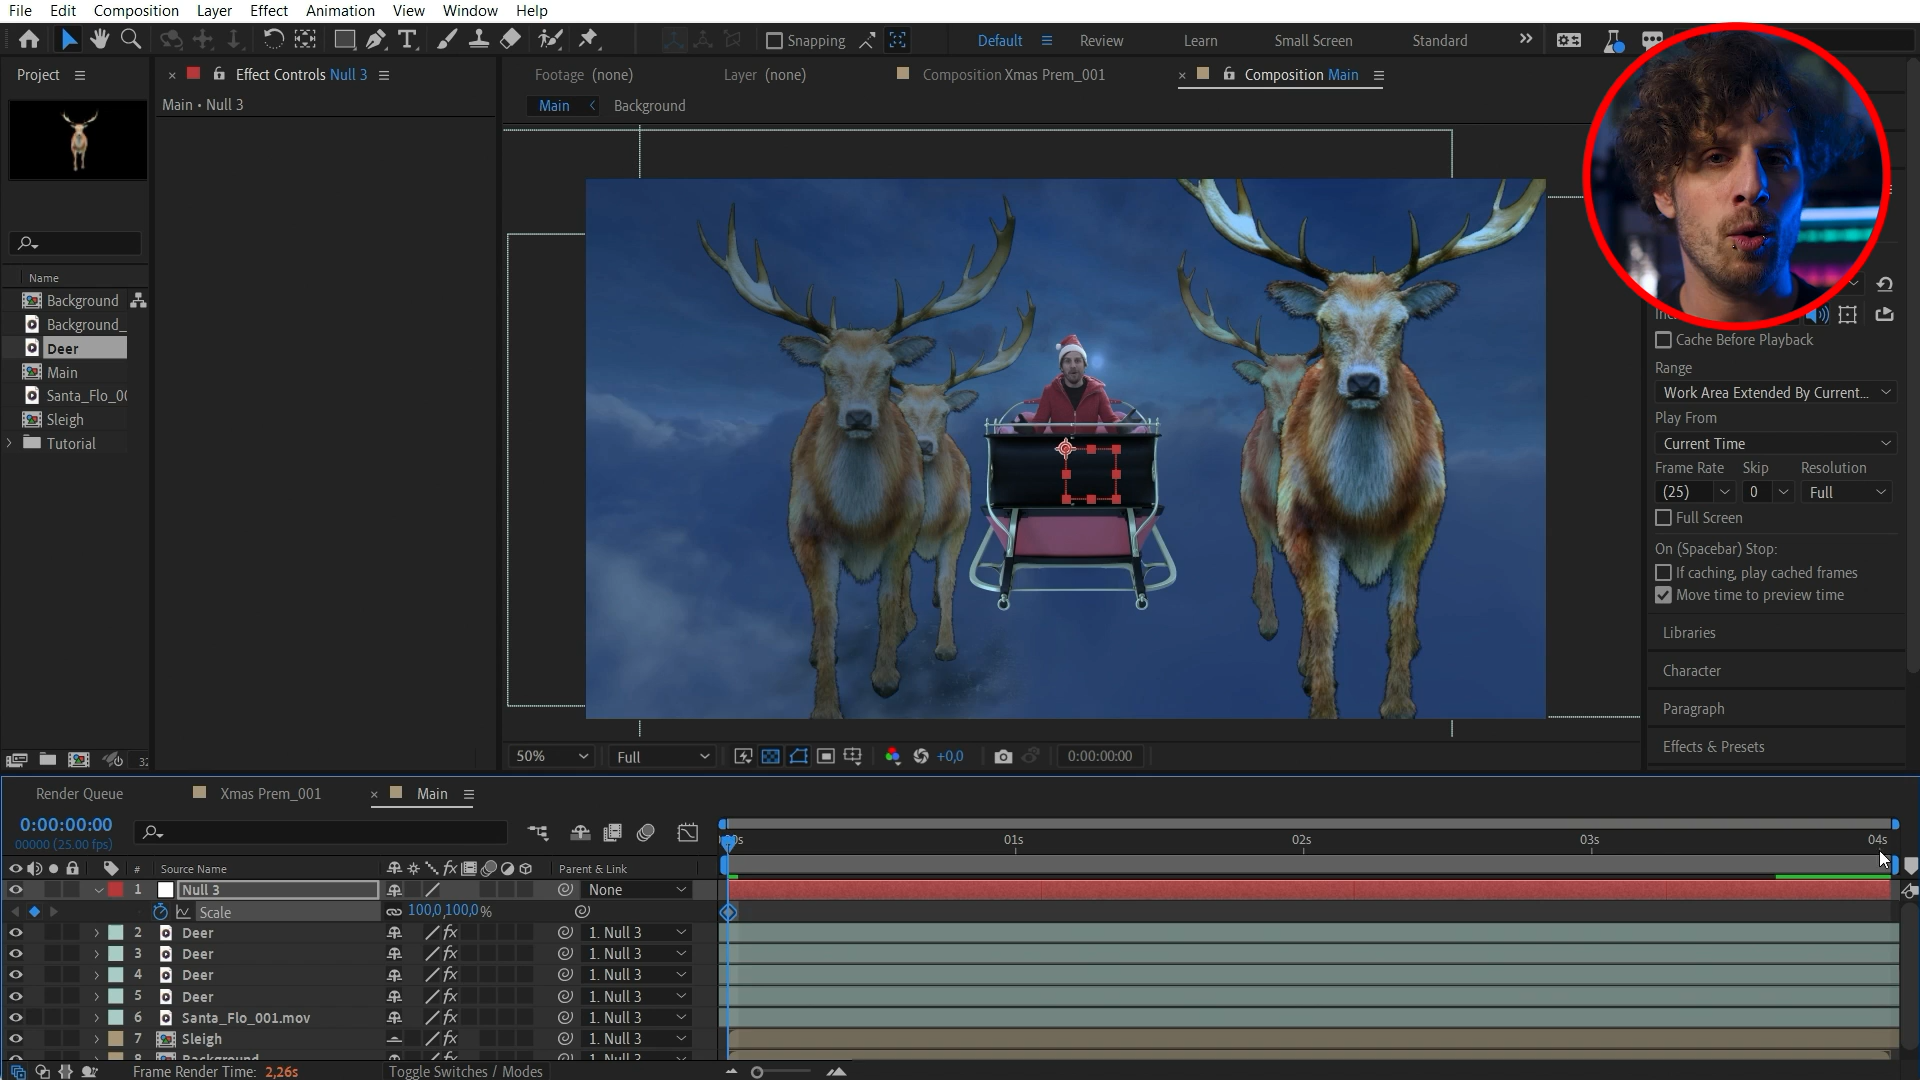 File Edit Composition Layer Effect Animation View Window Help
Snapping Default Review Learn Small Screen Standard
Project Effect Controls Null 3 Footage (none) Layer (none) Composition Xmas Prem_001 Composition Main
Main • Null 3 Main Background
Name
Background
Background_
Deer
Main
Santa_Flo_00
Sleigh
Tutorial
Cache Before Playback
Range
Work Area Extended By Current...
Play From
Current Time
Frame Rate Skip Resolution
(25) 0 Full
Full Screen
On (Spacebar) Stop:
If caching, play cached frames
Move time to preview time
Libraries
Character
Paragraph
Effects & Presets
32
50% Full +0,0 0:00:00:00
Render Queue Xmas Prem_001 Main
0:00:00:00
00000 (25.00 fps)
01s 02s 03s 04s
# Source Name Parent & Link
1 Null 3 None
Scale 100,0,100,0%
2 Deer 1. Null 3
3 Deer 1. Null 3
4 Deer 1. Null 3
5 Deer 1. Null 3
6 Santa_Flo_001.mov 1. Null 3
7 Sleigh 1. Null 3
8 Background 1. Null 3
Frame Render Time: 2,26s Toggle Switches / Modes